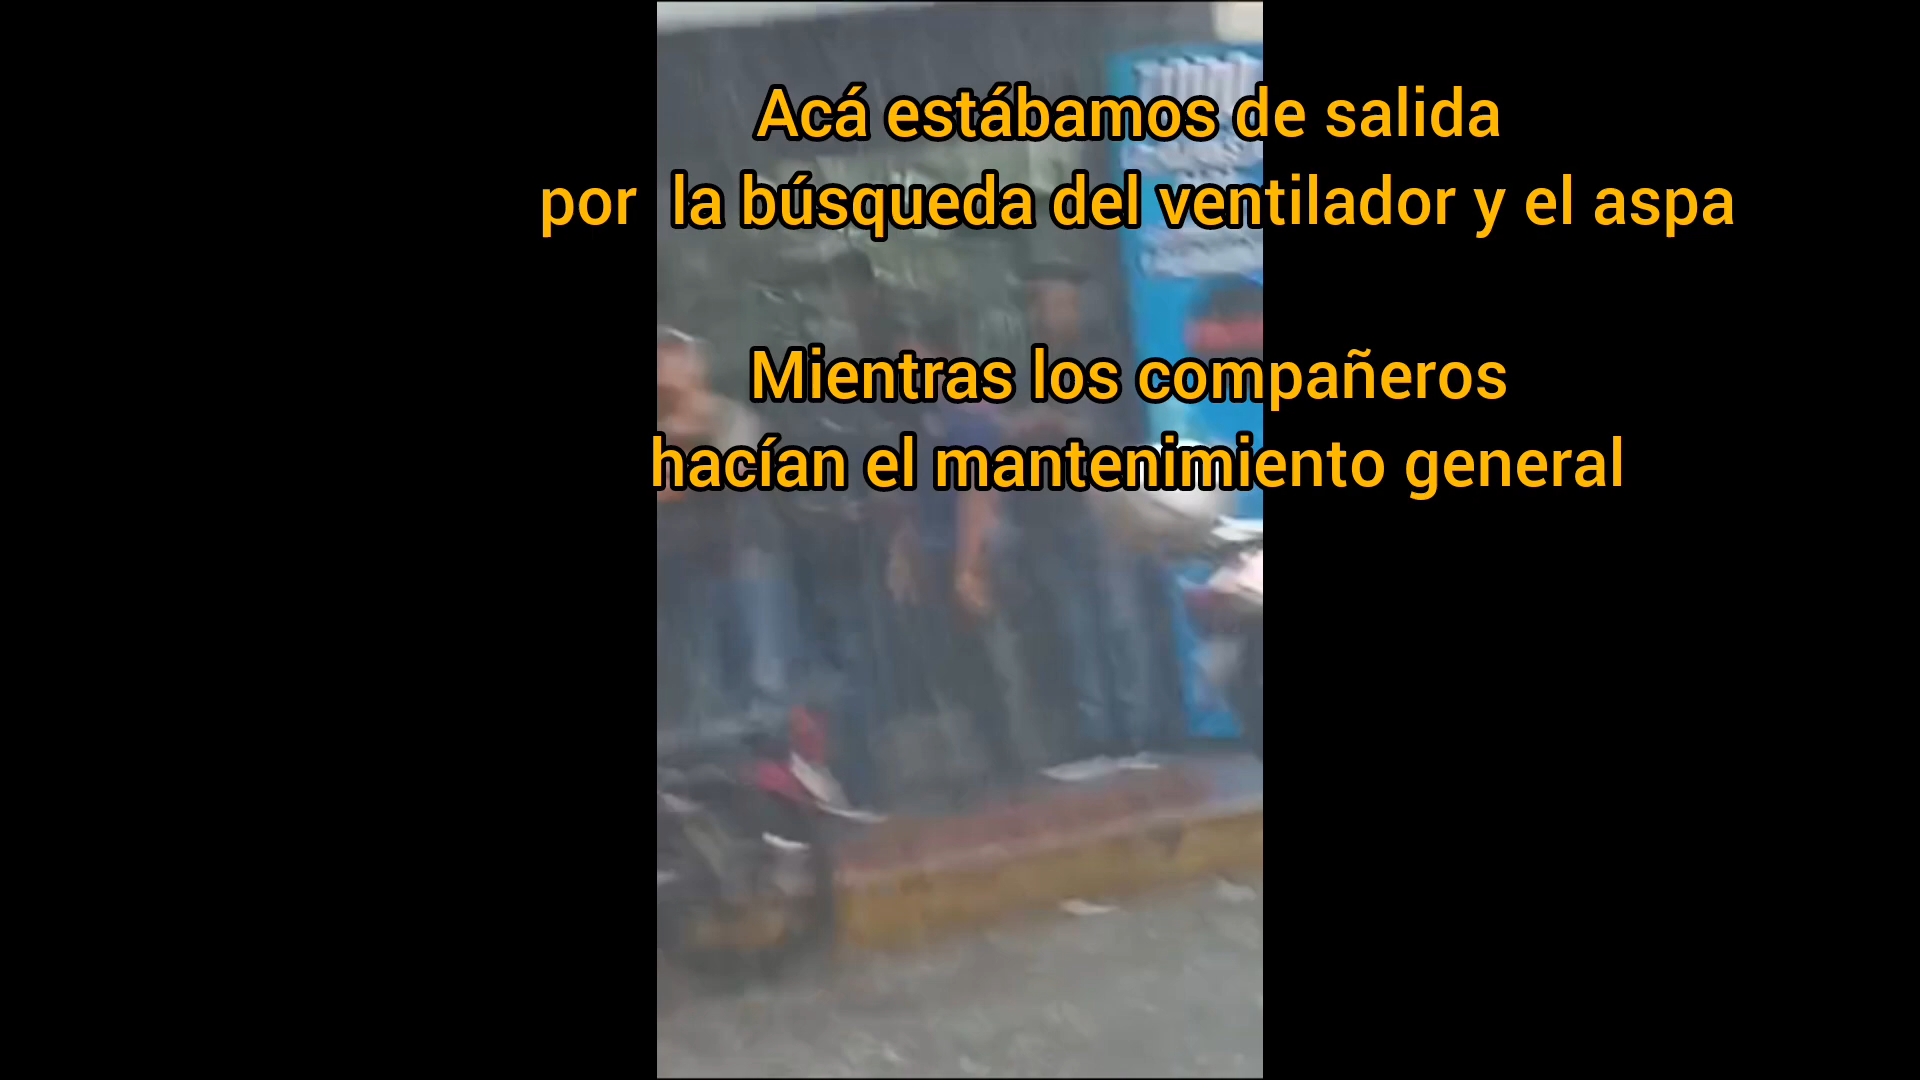 Acá estábamos de salida
por la búsqueda del ventilador y el aspa
Mientras los compañeros
hacían el mantenimiento general